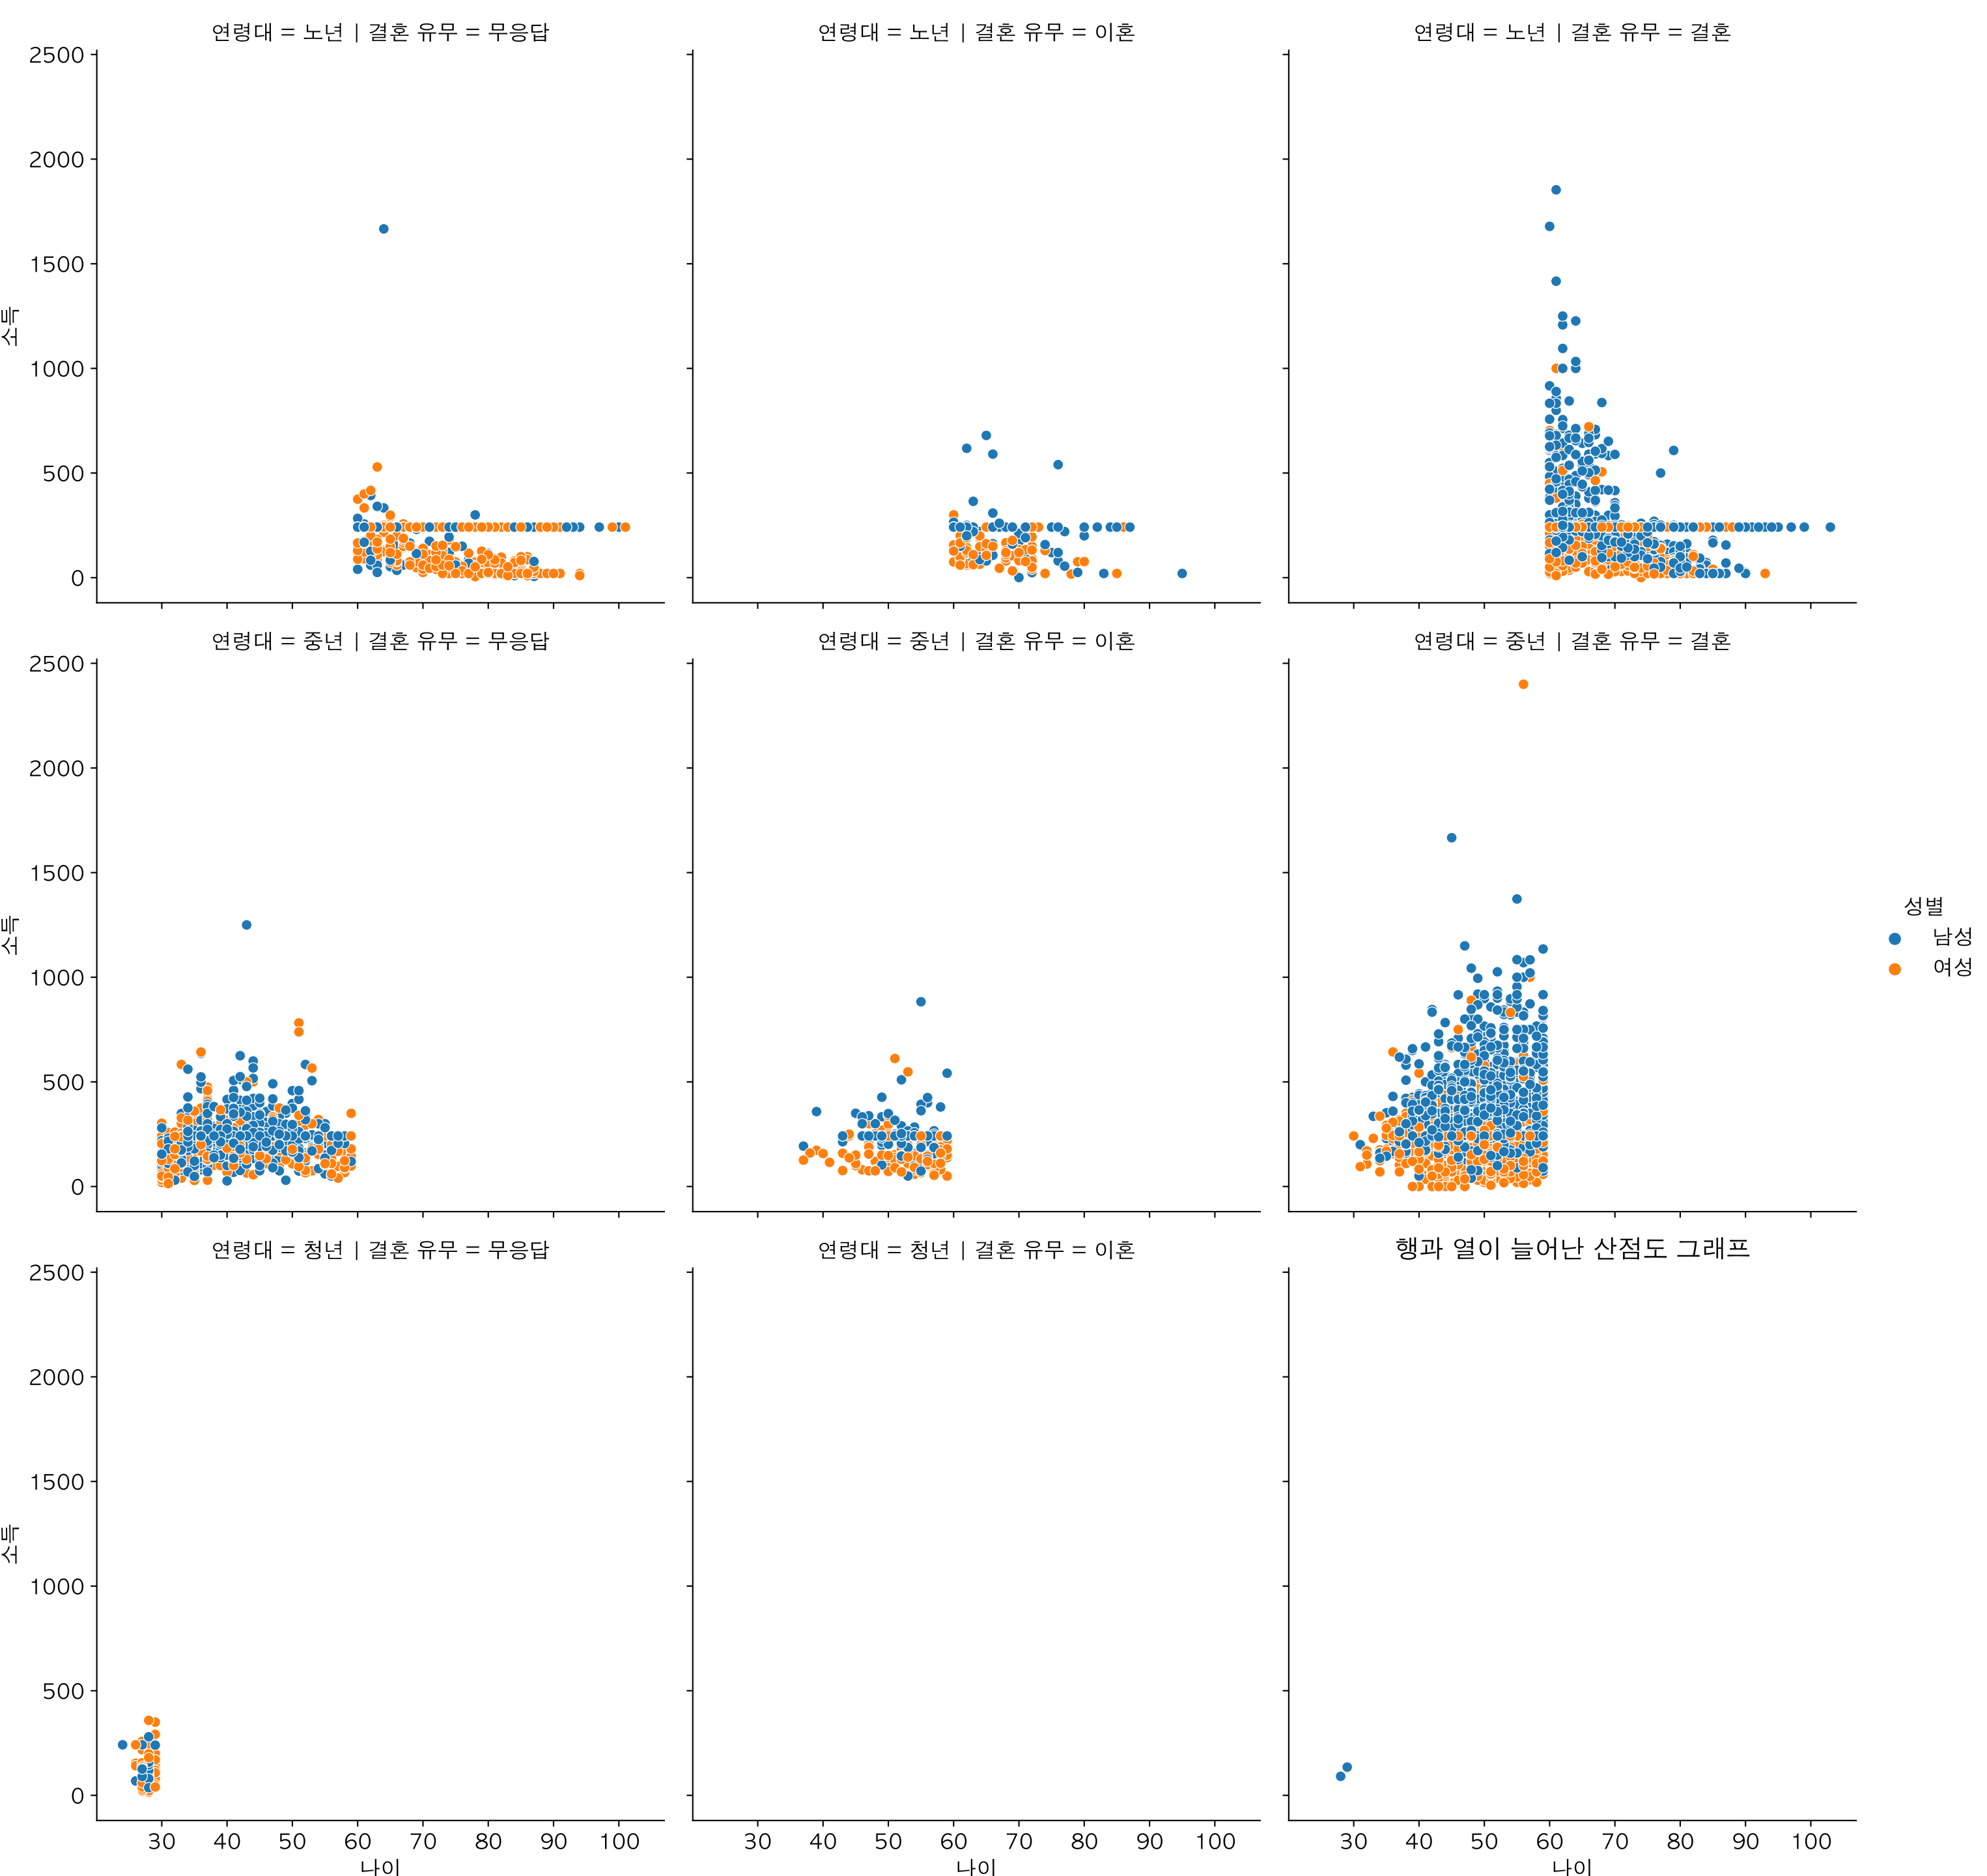 연령대 = 노년 | 결혼 유무 = 무응답
연령대 = 노년 | 결혼 유무 = 이혼
연령대 = 노년 | 결혼 유무 = 결혼
2500
2000
1500
1000
500
0
소득
연령대 = 중년 | 결혼 유무 = 무응답
연령대 = 중년 | 결혼 유무 = 이혼
연령대 = 중년 | 결혼 유무 = 결혼
2500
2000
1500
1000
500
0
소득
성별
남성
여성
연령대 = 청년 | 결혼 유무 = 무응답
연령대 = 청년 | 결혼 유무 = 이혼
행과 열이 늘어난 산점도 그래프
2500
2000
1500
1000
500
0
소득
30 40 50 60 70 80 90 100
30 40 50 60 70 80 90 100
30 40 50 60 70 80 90 100
나이
나이
나이